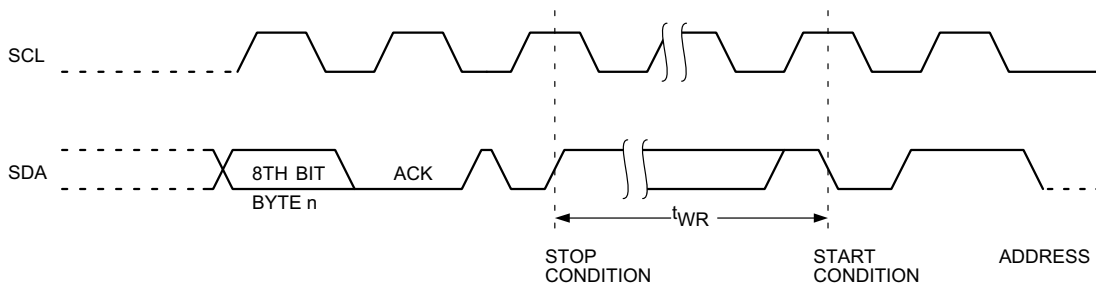 SCL
SDA
8TH BIT
ACK
BYTE n
tWR
STOP
CONDITION
START
CONDITION
ADDRESS